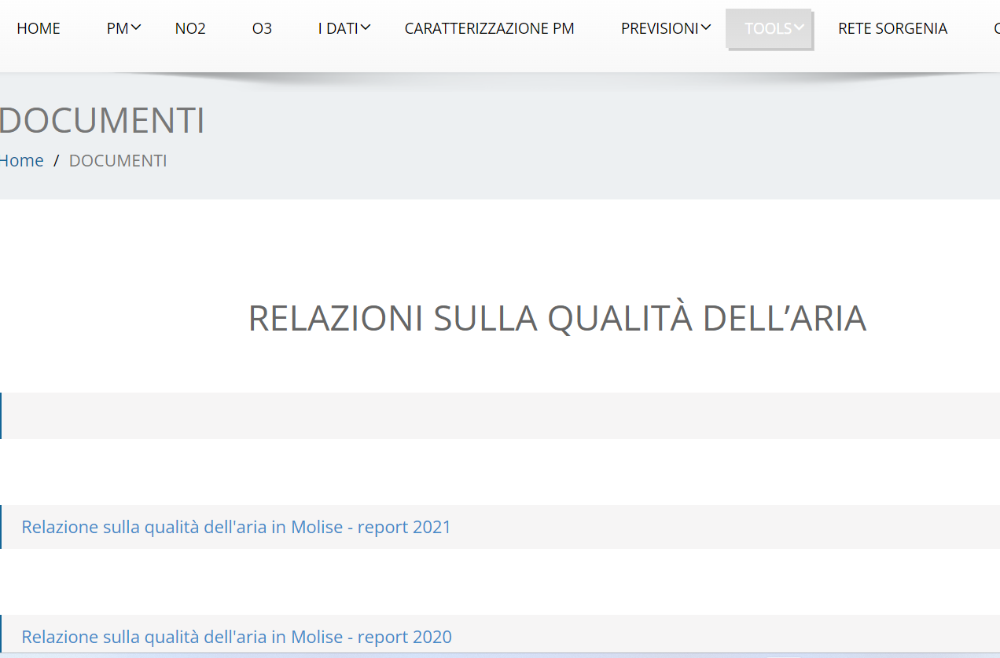 HOME PM NO2 O3 I DATI CARATTERIZZAZIONE PM PREVISIONI TOOLS RETE SORGENIA
DOCUMENTI
Home / DOCUMENTI
RELAZIONI SULLA QUALITÀ DELL’ARIA
Relazione sulla qualità dell'aria in Molise - report 2021
Relazione sulla qualità dell'aria in Molise - report 2020